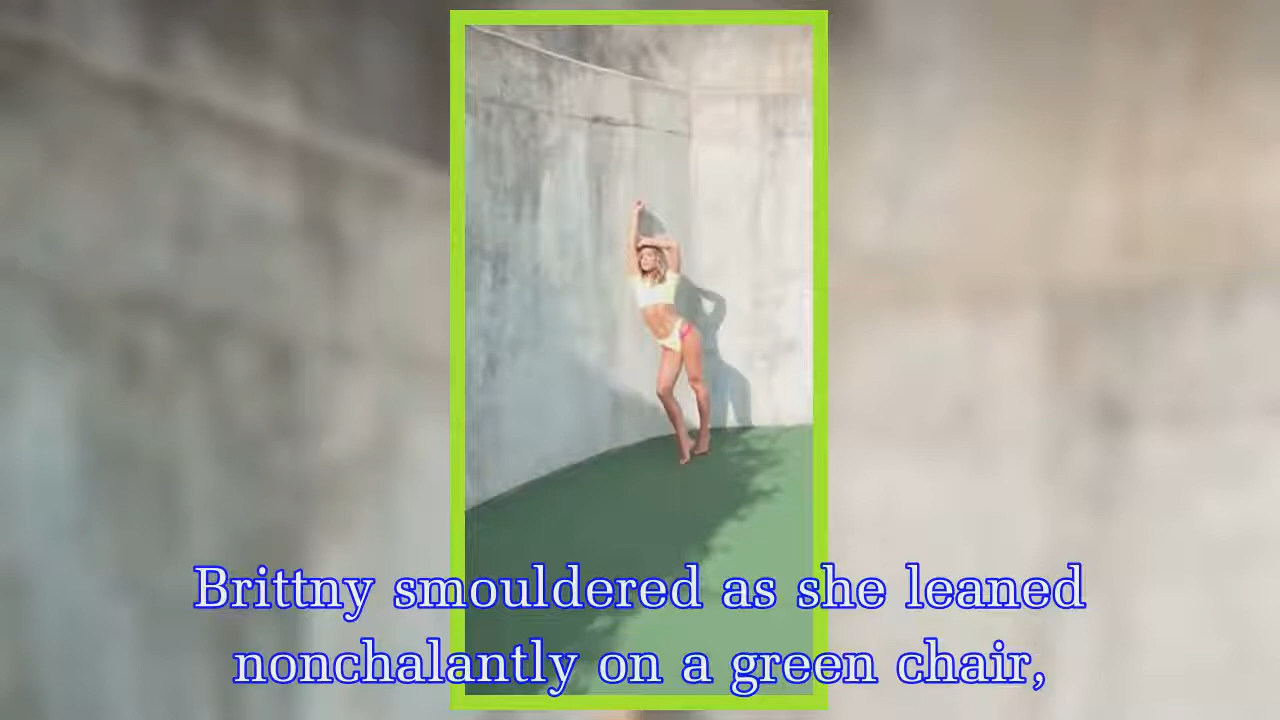 Brittny smouldered as she leaned
nonchalantly on a green chair,